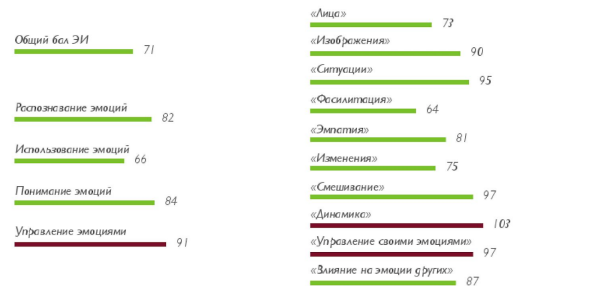 Общий бал ЭИ
71
Распознавание эмоций
82
Использование эмоций
66
Понимание эмоций
84
Управление эмоциями
91
«Лица»
73
«Изображения»
90
«Ситуации»
95
«Фасилитация»
64
«Эмпатия»
81
«Изменения»
75
«Смешивание»
97
«Динамика»
103
«Управление своими эмоциями»
97
«Влияние на эмоции других»
87